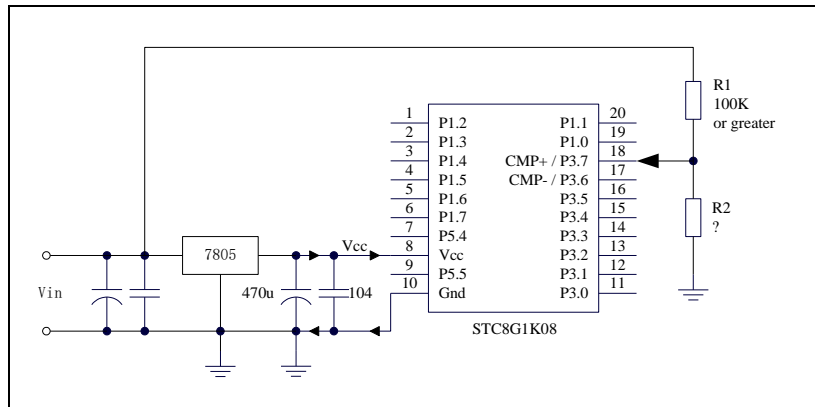 R1
100K
or greater
1 P1.2 P1.1 20
2 P1.3 P1.0 19
3 P1.4 CMP+ / P3.7 18
4 P1.5 CMP- / P3.6 17
5 P1.6 P3.5 16
6 P1.7 P3.4 15
7 P5.4 P3.3 14
8 Vcc P3.2 13
9 P5.5 P3.1 12
10 Gnd P3.0 11
STC8G1K08
R2
?
7805
Vcc
Vin
470u
104